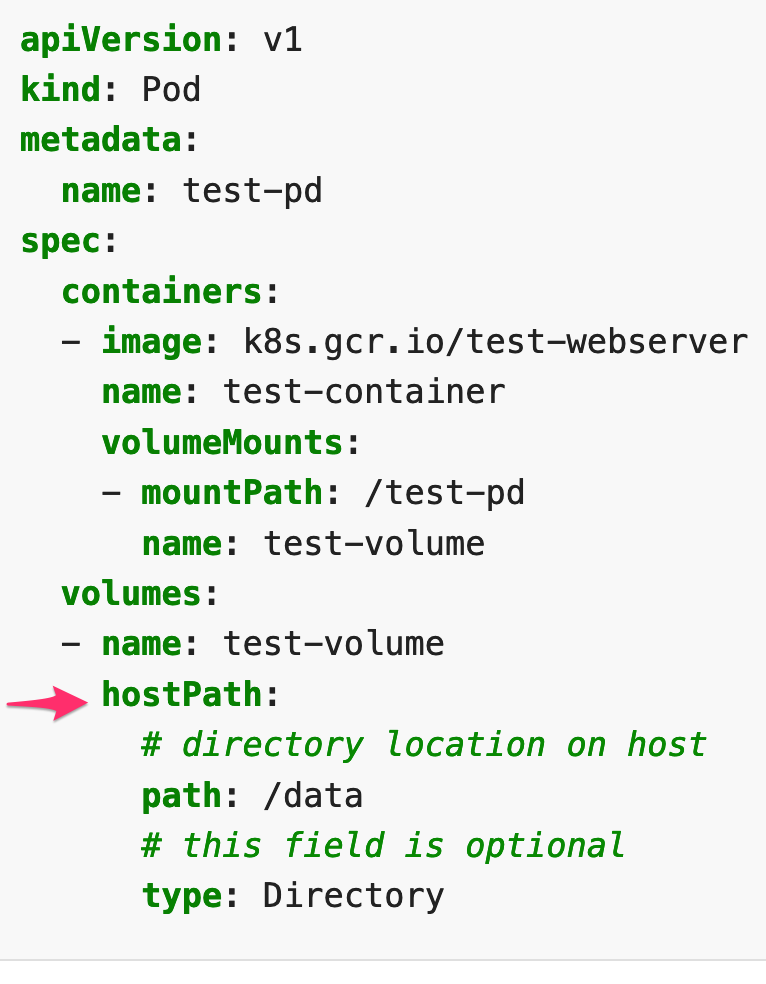 apiVersion: v1
kind: Pod
metadata:
  name: test-pd
spec:
  containers:
  - image: k8s.gcr.io/test-webserver
    name: test-container
    volumeMounts:
    - mountPath: /test-pd
      name: test-volume
  volumes:
  - name: test-volume
    hostPath:
      # directory location on host
      path: /data
      # this field is optional
      type: Directory